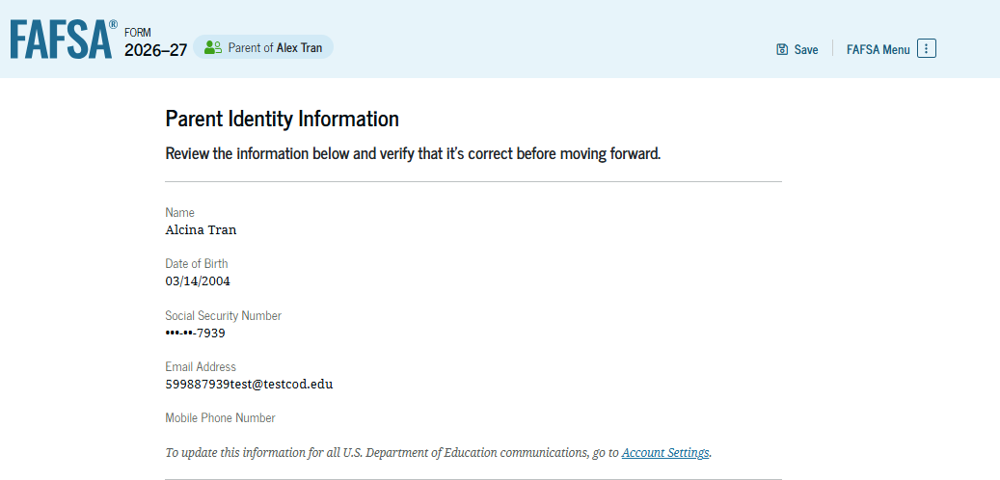 FAFSA®
FORM
2026–27
Parent of Alex Tran
Save
FAFSA Menu
Parent Identity Information
Review the information below and verify that it's correct before moving forward.
Name
Alcina Tran
Date of Birth
03/14/2004
Social Security Number
•••-••-7939
Email Address
599887939test@testcod.edu
Mobile Phone Number
To update this information for all U.S. Department of Education communications, go to Account Settings.